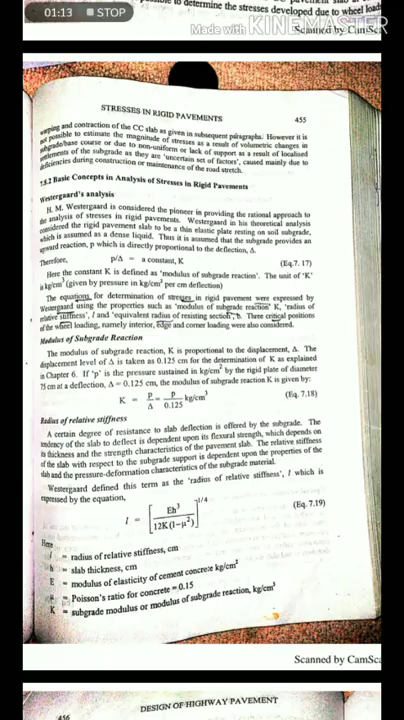 to determine the stresses developed due to wheel loads
01:13 STOP
Made with KINEMASTER
Scanned by CamSca
STRESSES IN RIGID PAVEMENTS 455
warping and contraction of the CC slab as given in subsequent paragraphs. However it is
not possible to estimate the magnitude of stresses as a result of volumetric changes in
subgrade/base course or due to non-uniform or lack of support as a result of localised
settlements of the subgrade as they are 'uncertain set of factors', caused mainly due to
deficiencies during construction or maintenance of the road stretch.
7.8.2 Basic Concepts in Analysis of Stresses in Rigid Pavements
Westergaard's analysis
H. M. Westergaard is considered the pioneer in providing the rational approach to
the analysis of stresses in rigid pavements. Westergaard in his theoretical analysis
considered the rigid pavement slab to be a thin elastic plate resting on soil subgrade,
which is assumed as a dense liquid. Thus it is assumed that the subgrade provides an
upward reaction, p which is directly proportional to the deflection, Δ.
Therefore, p/Δ = a constant, K (Eq.7. 17)
Here the constant K is defined as 'modulus of subgrade reaction'. The unit of 'K'
is kg/cm³ (given by pressure in kg/cm² per cm deflection)
The equations for determination of stresses in rigid pavement were expressed by
Westergaard using the properties such as 'modulus of subgrade reaction' K, 'radius of
relative stiffness', l and 'equivalent radius of resisting section', b. Three critical positions
of the wheel loading, namely interior, edge and corner loading were also considered.
Modulus of Subgrade Reaction
The modulus of subgrade reaction, K is proportional to the displacement, Δ. The
displacement level of Δ is taken as 0.125 cm for the determination of K as explained
in Chapter 6. If 'p' is the pressure sustained in kg/cm² by the rigid plate of diameter
75 cm at a deflection, Δ = 0.125 cm, the modulus of subgrade reaction K is given by:
K = p/Δ = p/0.125 kg/cm³ (Eq. 7.18)
Radius of relative stiffness
A certain degree of resistance to slab deflection is offered by the subgrade. The
tendency of the slab to deflect is dependent upon its flexural strength, which depends on
its thickness and the strength characteristics of the pavement slab. The relative stiffness
of the slab with respect to the subgrade support is dependent upon the properties of the
slab and the pressure-deformation characteristics of the subgrade material.
Westergaard defined this term as the 'radius of relative stiffness', l which is
expressed by the equation,
l = [Eh³ / 12K(1-μ²)]^1/4 (Eq. 7.19)
Here
l = radius of relative stiffness, cm
h = slab thickness, cm
E = modulus of elasticity of cement concrete kg/cm²
μ = Poisson's ratio for concrete = 0.15
K = subgrade modulus or modulus of subgrade reaction, kg/cm³
Scanned by CamSca
456 DESIGN OF HIGHWAY PAVEMENT